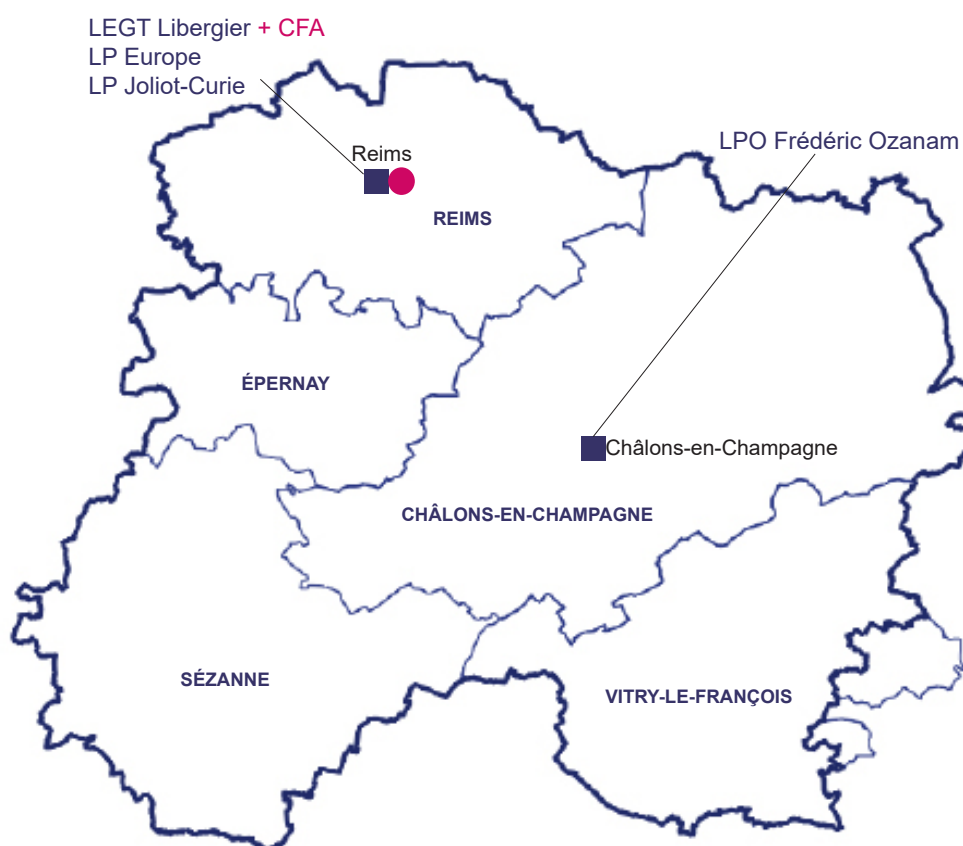 LEGT Libergier + CFA
LP Europe
LP Joliot-Curie
LPO Frédéric Ozanam
Reims
REIMS
ÉPERNAY
Châlons-en-Champagne
CHÂLONS-EN-CHAMPAGNE
SÉZANNE
VITRY-LE-FRANÇOIS